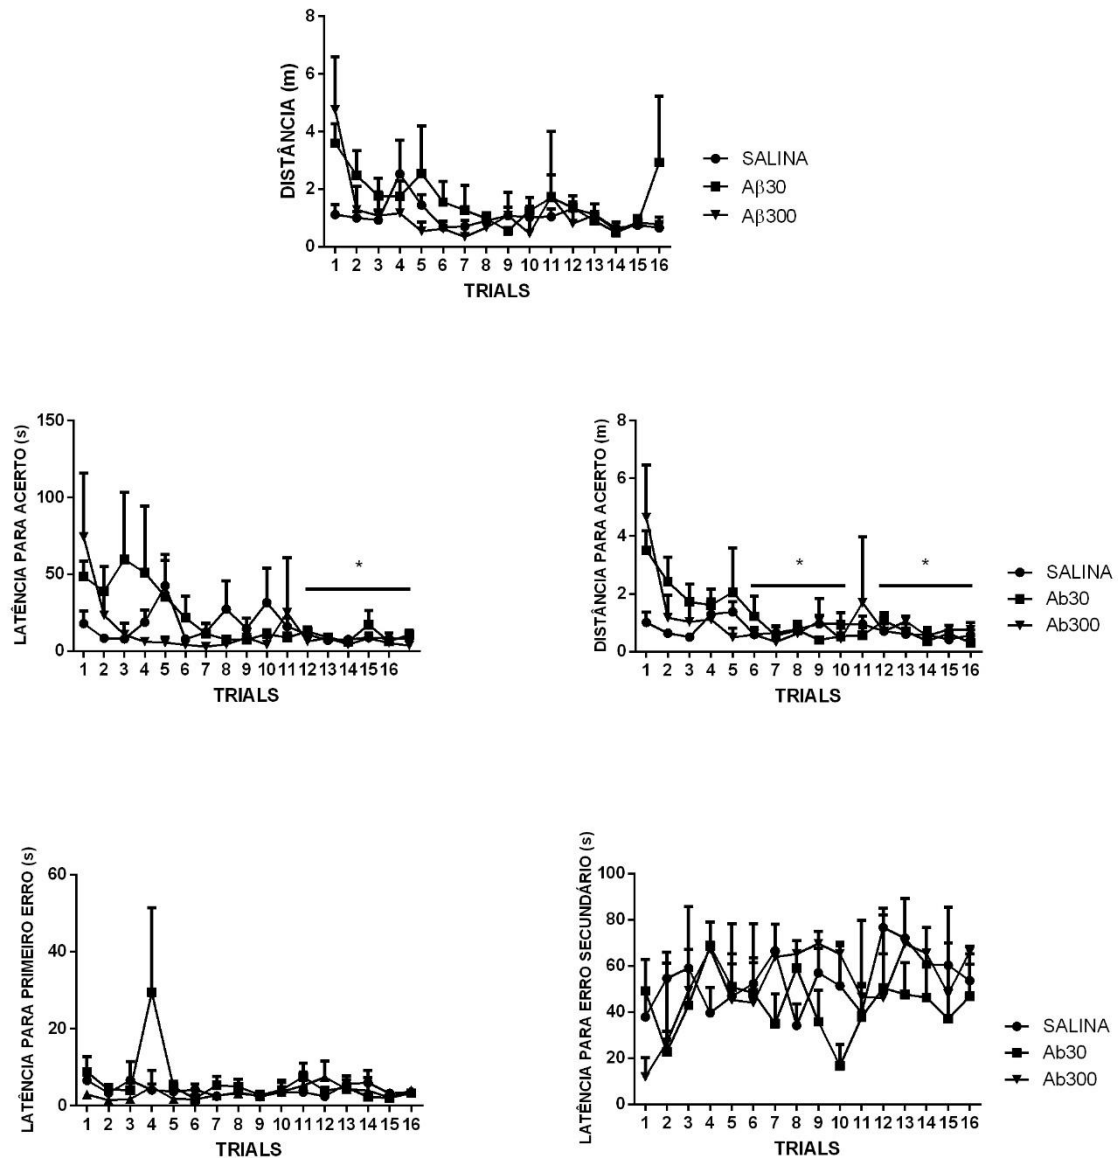 DISTÂNCIA (m)
8
6
4
2
0
1 2 3 4 5 6 7 8 9 10 11 12 13 14 15 16
TRIALS
SALINA
Aβ30
Aβ300
LATÊNCIA PARA ACERTO (s)
150
100
50
0
*
1 2 3 4 5 6 7 8 9 10 11 12 13 14 15 16
TRIALS
DISTÂNCIA PARA ACERTO (m)
8
6
4
2
0
* *
1 2 3 4 5 6 7 8 9 10 11 12 13 14 15 16
TRIALS
SALINA
Ab30
Ab300
LATÊNCIA PARA PRIMEIRO ERRO (s)
60
40
20
0
1 2 3 4 5 6 7 8 9 10 11 12 13 14 15 16
TRIALS
LATÊNCIA PARA ERRO SECUNDÁRIO (s)
100
80
60
40
20
0
1 2 3 4 5 6 7 8 9 10 11 12 13 14 15 16
TRIALS
SALINA
Ab30
Ab300